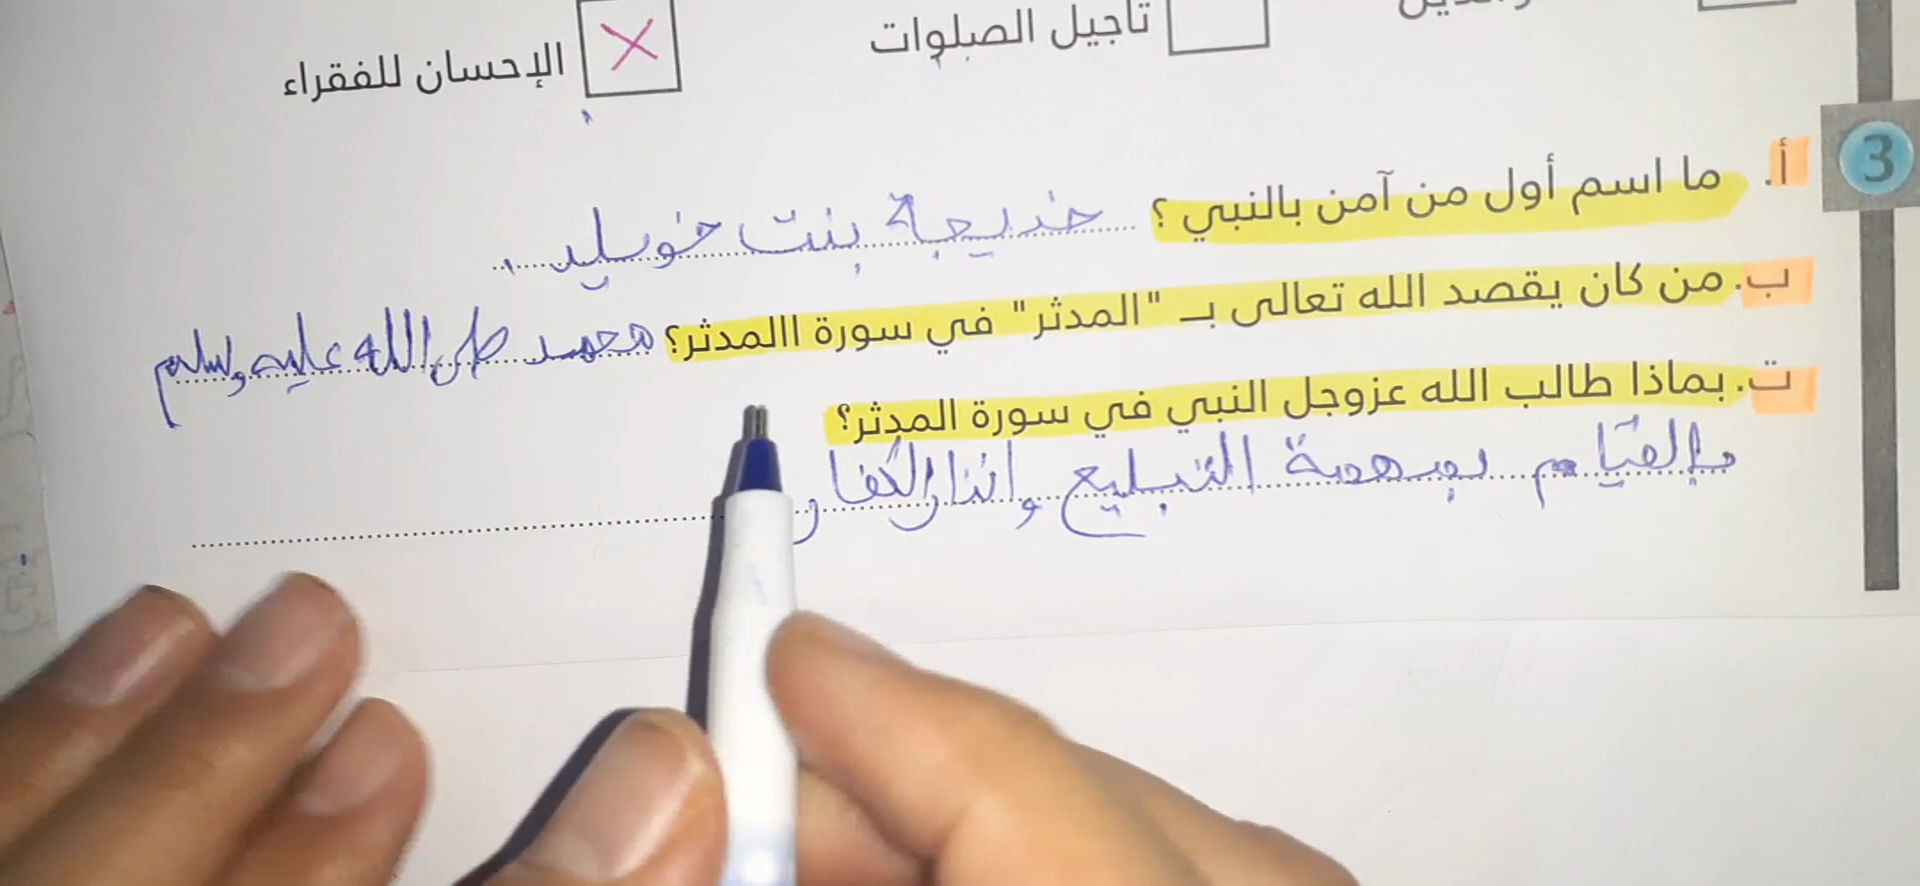 تأجيل الصلوات
الإحسان للفقراء
3
أ. ما اسم أول من آمن بالنبي ؟ خديجة بنت خويلد .
ب. من كان يقصد الله تعالى بـ "المدثر" في سورة االمدثر؟ محمد صلى الله عليه وسلم
ت. بماذا طالب الله عزوجل النبي في سورة المدثر؟
بالقيام بمهمة التبليغ وانذار الكفار